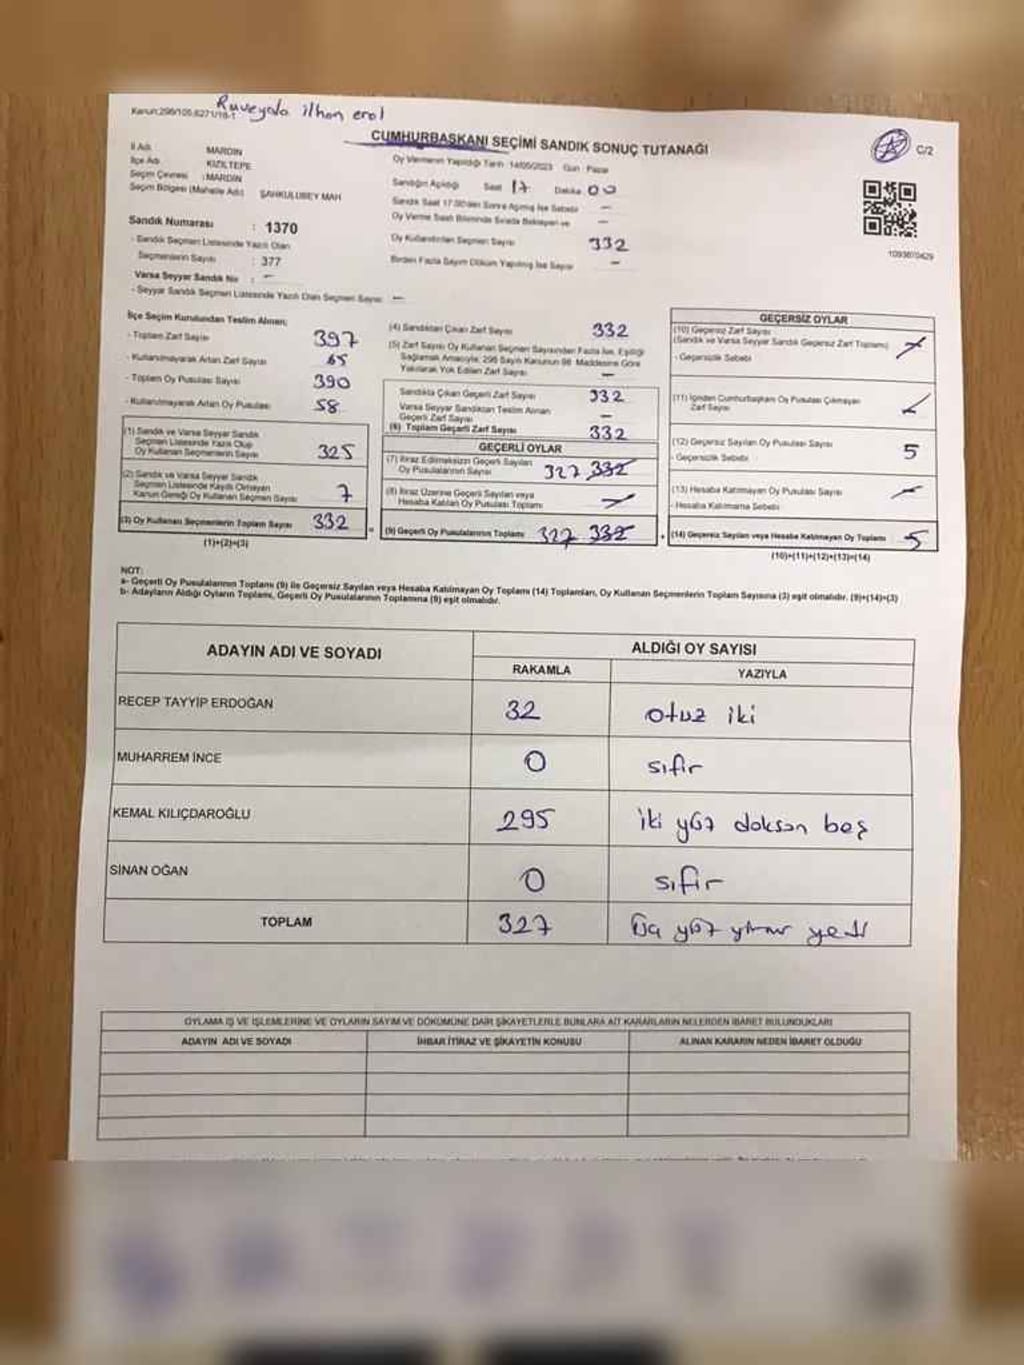 Kanun:298/105,6271/18-1
Ruveyda ilhan erol
CUMHURBAŞKANI SEÇİMİ SANDIK SONUÇ TUTANAĞI
C/2
İl Adı : MARDİN
İlçe Adı : KIZILTEPE
Seçim Çevresi : MARDİN
Seçim Bölgesi (Mahalle Adı) : ŞAHKULUBEY MAH
Sandık Numarası : 1370
- Sandık Seçmen Listesinde Yazılı Olan
Seçmenlerin Sayısı : 377
Varsa Seyyar Sandık No : -
- Seyyar Sandık Seçmen Listesinde Yazılı Olan Seçmen Sayısı : -
Oy Vermenin Yapıldığı Tarih : 14/05/2023 Gün : Pazar
Sandığın Açıldığı Saat 17 Dakika 00
Sandık Saat 17.00'den Sonra Açılmış İse Sebebi -
Oy Verme Saati Bitiminde Sırada Bekleyen ve -
Oy Kullandırılan Seçmen Sayısı 332
Birden Fazla Sayım Döküm Yapılmış İse Sayısı -
1093870429
İlçe Seçim Kurulundan Teslim Alınan;
- Toplam Zarf Sayısı 397
- Kullanılmayarak Artan Zarf Sayısı 65
- Toplam Oy Pusulası Sayısı 390
- Kullanılmayarak Artan Oy Pusulası 58
(1) Sandık ve Varsa Seyyar Sandık
Seçmen Listesinde Yazılı Olup
Oy Kullanan Seçmenlerin Sayısı 325
(2) Sandık ve Varsa Seyyar Sandık
Seçmen Listesinde Kayıtlı Olmayan
Kanun Gereği Oy Kullanan Seçmen Sayısı 7
(3) Oy Kullanan Seçmenlerin Toplam Sayısı 332
(1)+(2)=(3)
(4) Sandıktan Çıkan Zarf Sayısı 332
(5) Zarf Sayısı Oy Kullanan Seçmen Sayısından Fazla İse, Eşitliği
Sağlamak Amacıyla; 298 Sayılı Kanunun 98. Maddesine Göre
Yakılarak Yok Edilen Zarf Sayısı -
Sandıkta Çıkan Geçerli Zarf Sayısı 332
Varsa Seyyar Sandıktan Teslim Alınan
Geçerli Zarf Sayısı -
(6) Toplam Geçerli Zarf Sayısı 332
=
GEÇERLİ OYLAR
(7) İtiraz Edilmeksizin Geçerli Sayılan
Oy Pusulalarının Sayısı 327 332
(8) İtiraz Üzerine Geçerli Sayılan veya
Hesaba Katılan Oy Pusulası Toplamı -
(9) Geçerli Oy Pusulalarının Toplamı 327 332
+
GEÇERSİZ OYLAR
(10) Geçersiz Zarf Sayısı
(Sandık ve Varsa Seyyar Sandık Geçersiz Zarf Toplamı)
- Geçersizlik Sebebi
(11) İçinden Cumhurbaşkanı Oy Pusulası Çıkmayan
Zarf Sayısı
(12) Geçersiz Sayılan Oy Pusulası Sayısı 5
- Geçersizlik Sebebi
(13) Hesaba Katılmayan Oy Pusulası Sayısı
- Hesaba Katılmama Sebebi
(14) Geçersiz Sayılan veya Hesaba Katılmayan Oy Toplamı 5
(10)+(11)+(12)+(13)=(14)
NOT:
a- Geçerli Oy Pusulalarının Toplamı (9) ile Geçersiz Sayılan veya Hesaba Katılmayan Oy Toplamı (14) Toplamları, Oy Kullanan Seçmenlerin Toplam Sayısına (3) eşit olmalıdır. (9)+(14)=(3)
b- Adayların Aldığı Oyların Toplamı, Geçerli Oy Pusulalarının Toplamına (9) eşit olmalıdır.
ADAYIN ADI VE SOYADI
ALDIĞI OY SAYISI
RAKAMLA YAZIYLA
RECEP TAYYİP ERDOĞAN 32 otuz iki
MUHARREM İNCE 0 sıfır
KEMAL KILIÇDAROĞLU 295 iki yüz doksan beş
SİNAN OĞAN 0 sıfır
TOPLAM 327 üç yüz yirmi yedi
OYLAMA İŞ VE İŞLEMLERİNE VE OYLARIN SAYIM VE DÖKÜMÜNE DAİR ŞİKAYETLERLE BUNLARA AİT KARARLARIN NELERDEN İBARET BULUNDUKLARI
ADAYIN ADI VE SOYADI İHBAR İTİRAZ VE ŞİKAYETİN KONUSU ALINAN KARARIN NEDEN İBARET OLDUĞU